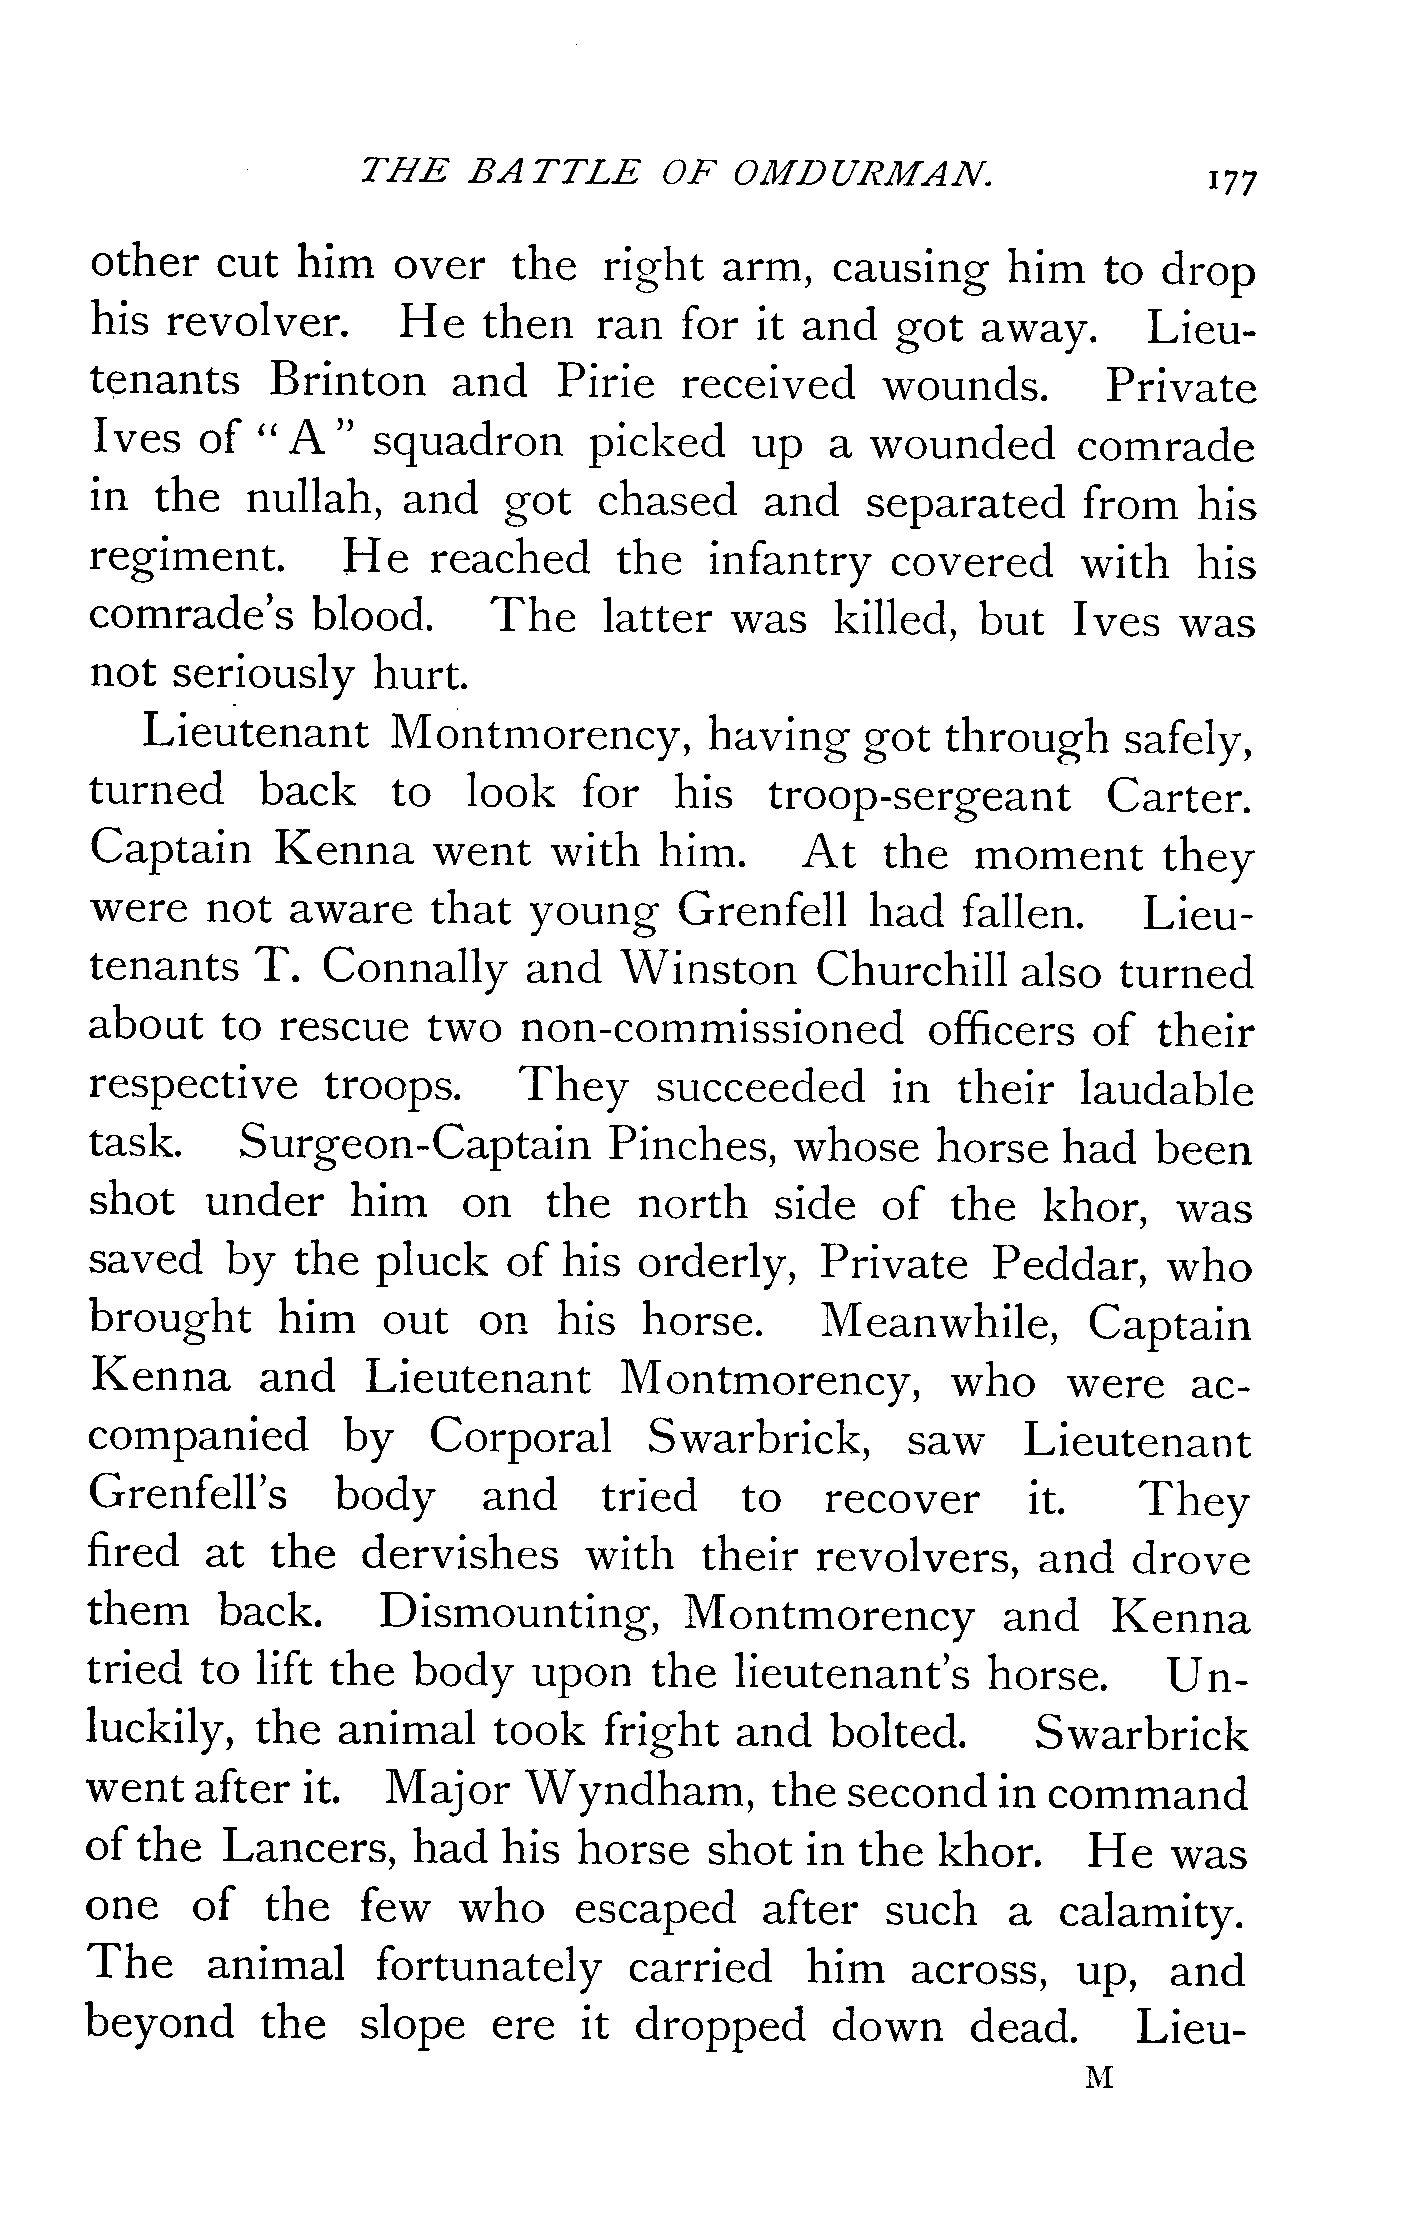 THE BATTLE OF OMDURMAN. 177
other cut him over the right arm, causing him to drop
his revolver. He then ran for it and got away. Lieu-
tenants Brinton and Pirie received wounds. Private
Ives of "A" squadron picked up a wounded comrade
in the nullah, and got chased and separated from his
regiment. He reached the infantry covered with his
comrade's blood. The latter was killed, but Ives was
not seriously hurt.
Lieutenant Montmorency, having got through safely,
turned back to look for his troop-sergeant Carter.
Captain Kenna went with him. At the moment they
were not aware that young Grenfell had fallen. Lieu-
tenants T. Connally and Winston Churchill also turned
about to rescue two non-commissioned officers of their
respective troops. They succeeded in their laudable
task. Surgeon-Captain Pinches, whose horse had been
shot under him on the north side of the khor, was
saved by the pluck of his orderly, Private Peddar, who
brought him out on his horse. Meanwhile, Captain
Kenna and Lieutenant Montmorency, who were ac-
companied by Corporal Swarbrick, saw Lieutenant
Grenfell's body and tried to recover it. They
fired at the dervishes with their revolvers, and drove
them back. Dismounting, Montmorency and Kenna
tried to lift the body upon the lieutenant's horse. Un-
luckily, the animal took fright and bolted. Swarbrick
went after it. Major Wyndham, the second in command
of the Lancers, had his horse shot in the khor. He was
one of the few who escaped after such a calamity.
The animal fortunately carried him across, up, and
beyond the slope ere it dropped down dead. Lieu-
M